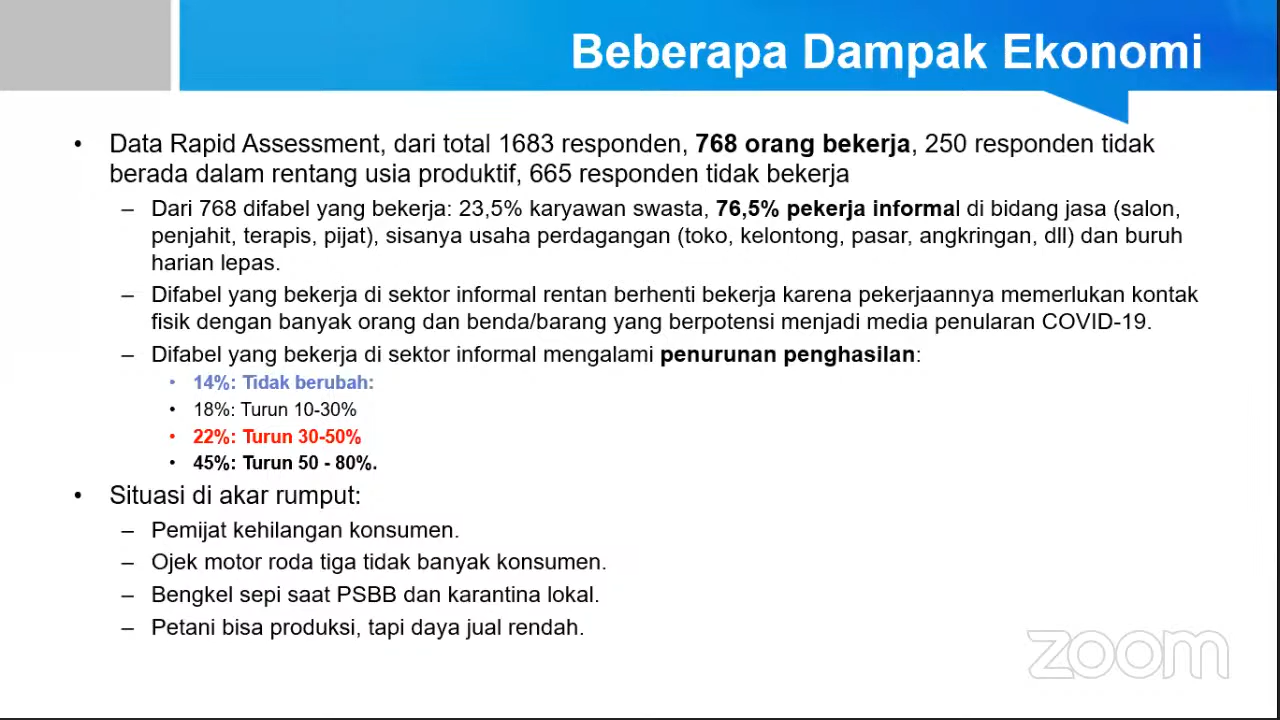 Beberapa Dampak Ekonomi
• Data Rapid Assessment, dari total 1683 responden, 768 orang bekerja, 250 responden tidak
berada dalam rentang usia produktif, 665 responden tidak bekerja
– Dari 768 difabel yang bekerja: 23,5% karyawan swasta, 76,5% pekerja informal di bidang jasa (salon,
penjahit, terapis, pijat), sisanya usaha perdagangan (toko, kelontong, pasar, angkringan, dll) dan buruh
harian lepas.
– Difabel yang bekerja di sektor informal rentan berhenti bekerja karena pekerjaannya memerlukan kontak
fisik dengan banyak orang dan benda/barang yang berpotensi menjadi media penularan COVID-19.
– Difabel yang bekerja di sektor informal mengalami penurunan penghasilan:
• 14%: Tidak berubah:
• 18%: Turun 10-30%
• 22%: Turun 30-50%
• 45%: Turun 50 - 80%.
• Situasi di akar rumput:
– Pemijat kehilangan konsumen.
– Ojek motor roda tiga tidak banyak konsumen.
– Bengkel sepi saat PSBB dan karantina lokal.
– Petani bisa produksi, tapi daya jual rendah.
zoom